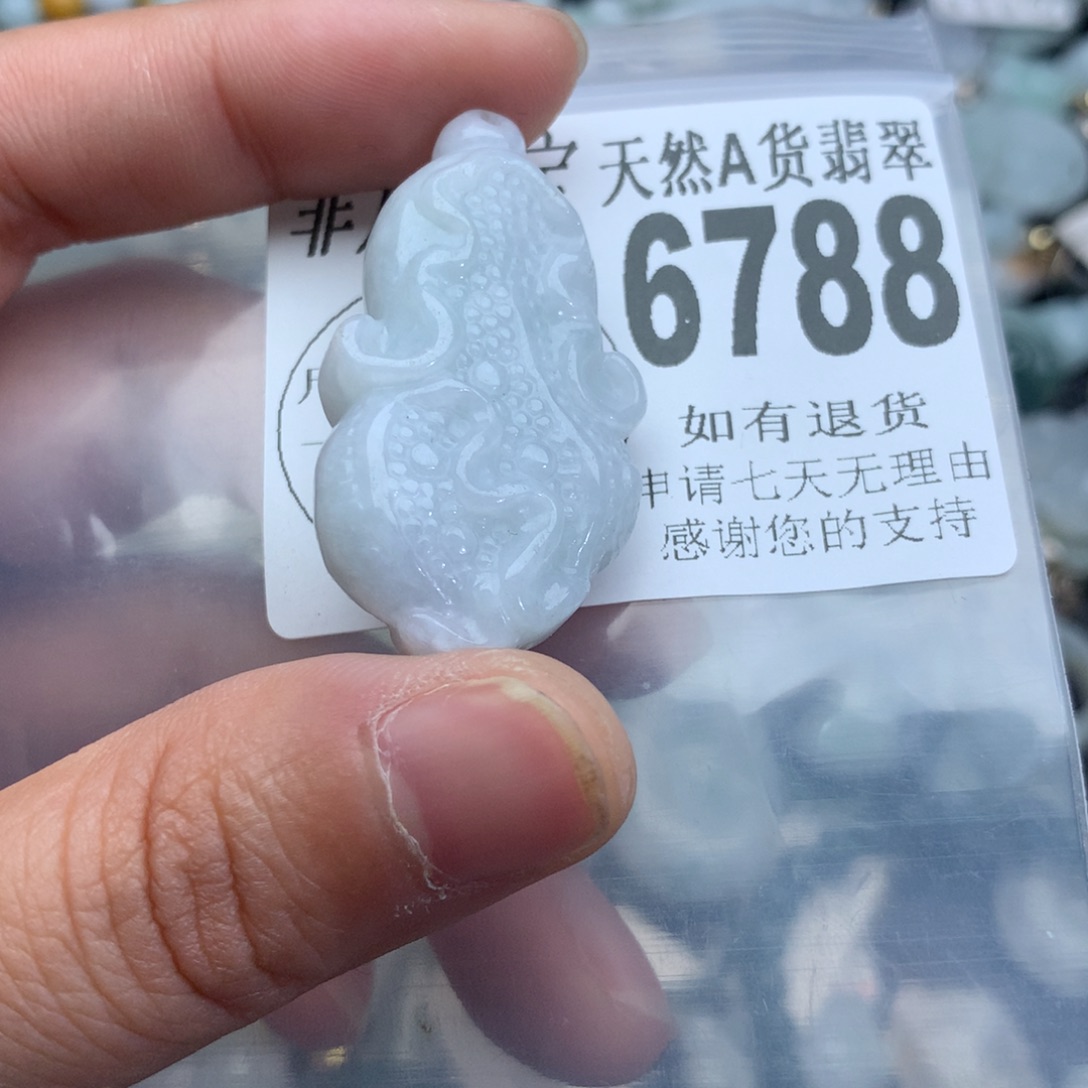 天然A货翡翠
6788
如有退货
申请七天无理由
感谢您的支持